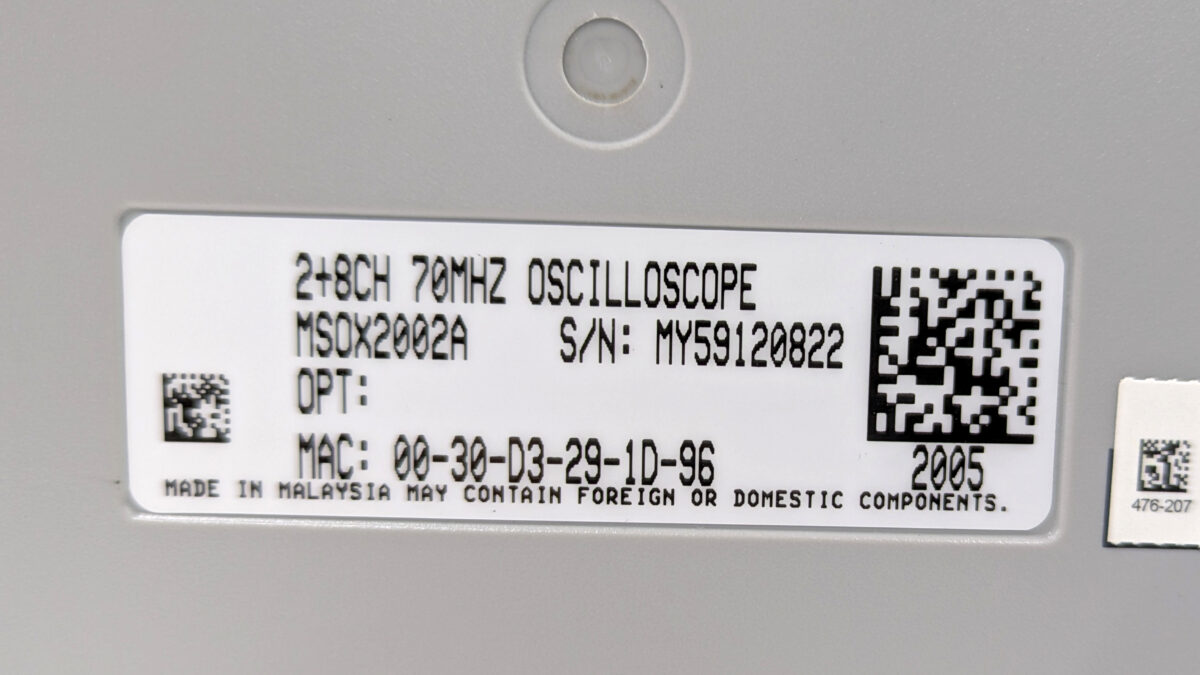 2+8CH 70MHZ OSCILLOSCOPE
MSOX2002A S/N: MY59120822
OPT:
MAC: 00-30-D3-29-1D-96
2005
MADE IN MALAYSIA MAY CONTAIN FOREIGN OR DOMESTIC COMPONENTS.
476-207